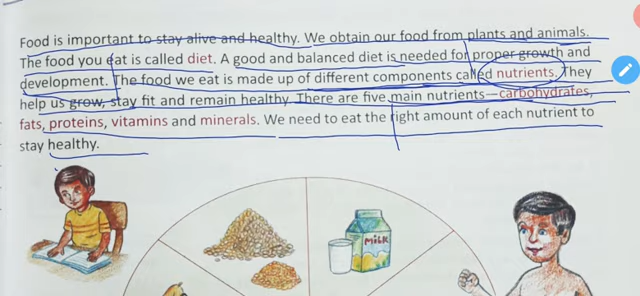 Food is important to stay alive and healthy. We obtain our food from plants and animals.
The food you eat is called diet. A good and balanced diet is needed for proper growth and
development. The food we eat is made up of different components called nutrients. They
help us grow, stay fit and remain healthy. There are five main nutrients—carbohydrates,
fats, proteins, vitamins and minerals. We need to eat the right amount of each nutrient to
stay healthy.
MiLK